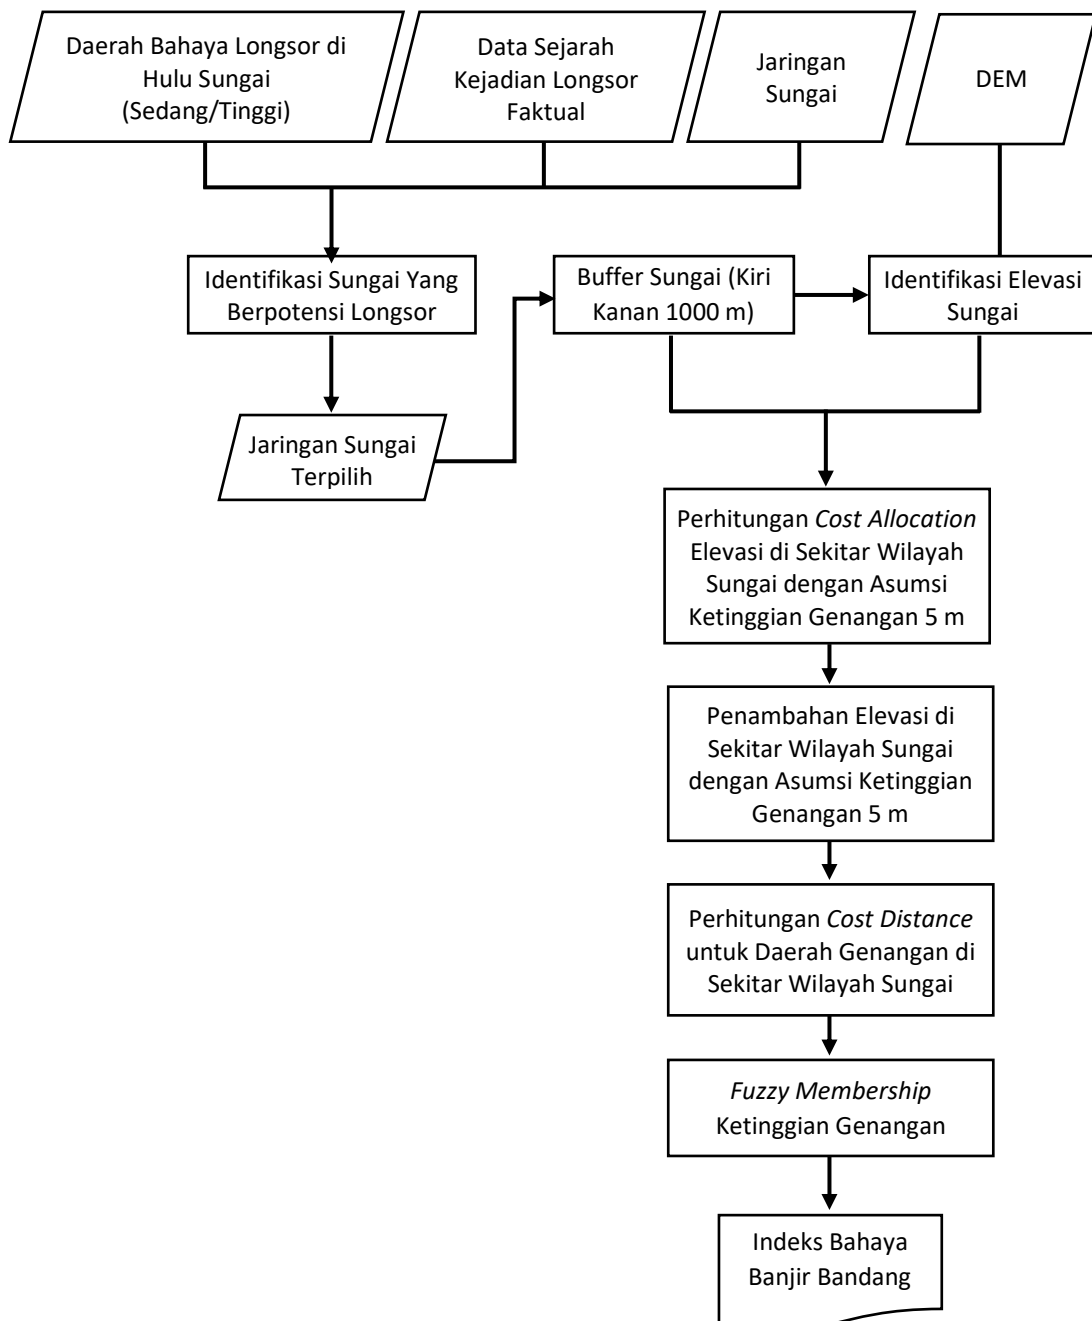 Daerah Bahaya Longsor di
Hulu Sungai
(Sedang/Tinggi)
Data Sejarah
Kejadian Longsor
Faktual
Jaringan
Sungai
DEM
Identifikasi Sungai Yang
Berpotensi Longsor
Buffer Sungai (Kiri
Kanan 1000 m)
Identifikasi Elevasi
Sungai
Jaringan Sungai
Terpilih
Perhitungan Cost Allocation
Elevasi di Sekitar Wilayah
Sungai dengan Asumsi
Ketinggian Genangan 5 m
Penambahan Elevasi di
Sekitar Wilayah Sungai
dengan Asumsi Ketinggian
Genangan 5 m
Perhitungan Cost Distance
untuk Daerah Genangan di
Sekitar Wilayah Sungai
Fuzzy Membership
Ketinggian Genangan
Indeks Bahaya
Banjir Bandang